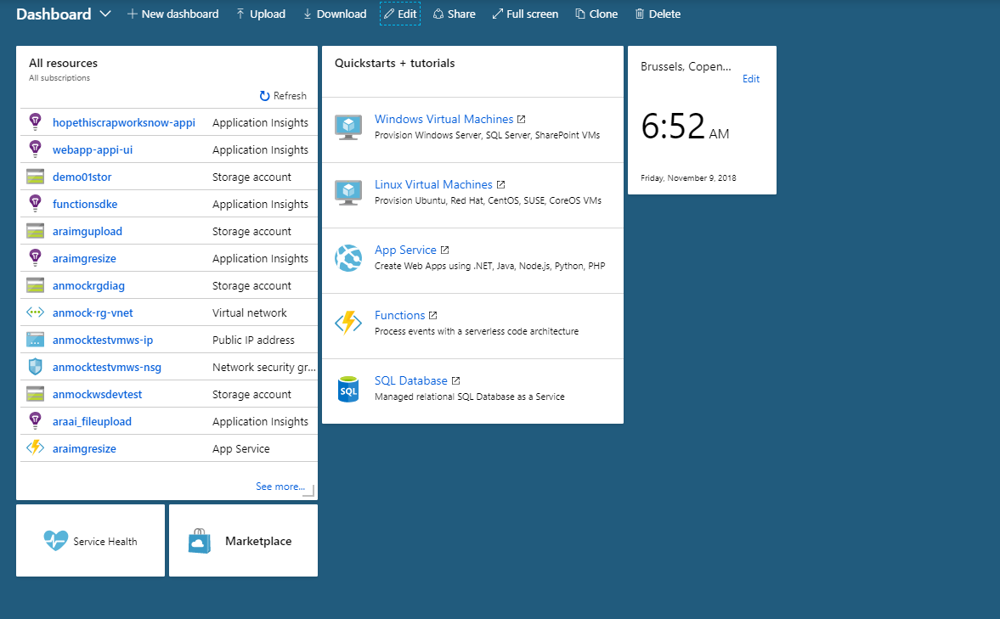 Dashboard New dashboard Upload Download Edit Share Full screen Clone Delete
All resources
All subscriptions
Refresh
hopethiscrapworksnow-appi Application Insights
webapp-appi-ui Application Insights
demo01stor Storage account
functionsdke Application Insights
araimgupload Storage account
araimgresize Application Insights
anmockrgdiag Storage account
anmock-rg-vnet Virtual network
anmocktestvmws-ip Public IP address
anmocktestvmws-nsg Network security gr...
anmockwsdevtest Storage account
araai_fileupload Application Insights
araimgresize App Service
See more...
Service Health
Marketplace
Quickstarts + tutorials
Windows Virtual Machines
Provision Windows Server, SQL Server, SharePoint VMs
Linux Virtual Machines
Provision Ubuntu, Red Hat, CentOS, SUSE, CoreOS VMs
App Service
Create Web Apps using .NET, Java, Node.js, Python, PHP
Functions
Process events with a serverless code architecture
SQL
SQL Database
Managed relational SQL Database as a Service
Brussels, Copen...
Edit
6:52 AM
Friday, November 9, 2018